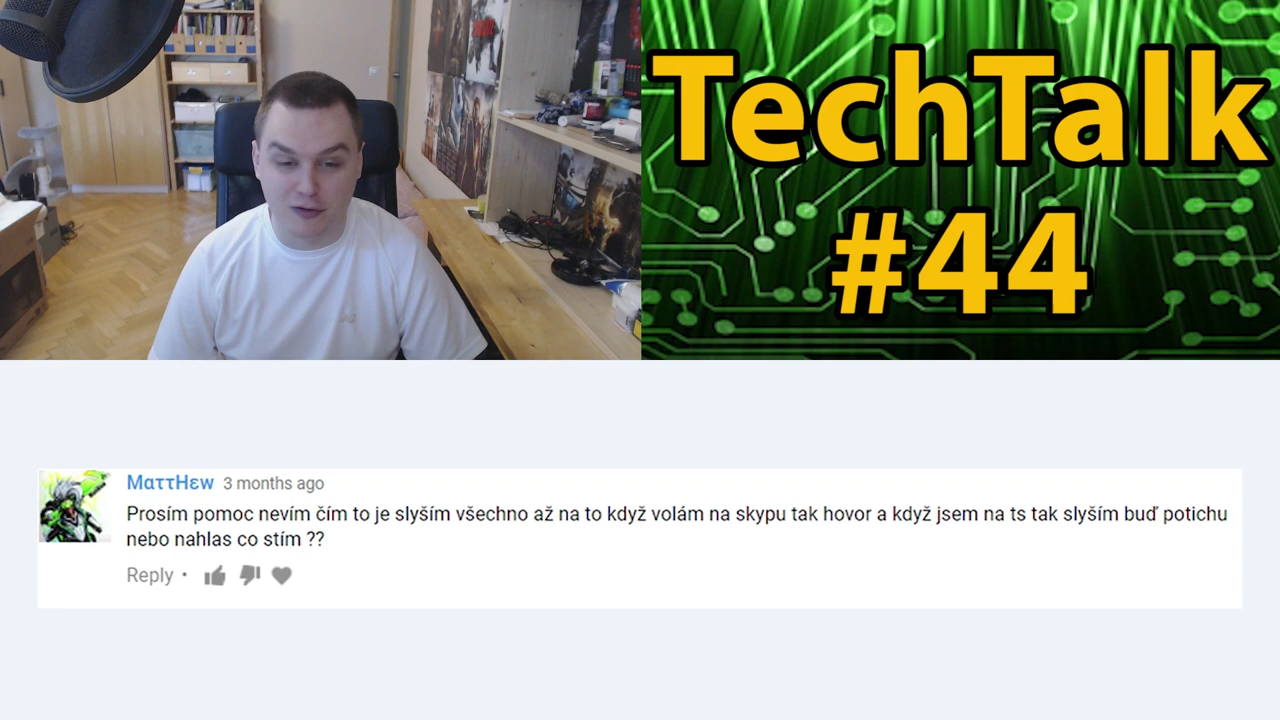 TechTalk
#44
MαττHεw 3 months ago
Prosím pomoc nevím čím to je slyším všechno až na to když volám na skypu tak hovor a když jsem na ts tak slyším buď potichu
nebo nahlas co stím ??
Reply •